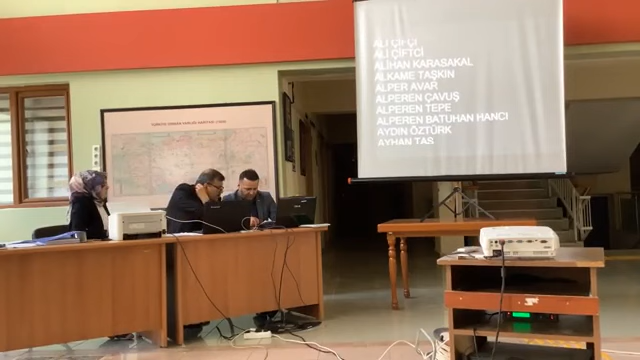 ALİ ÇİFÇİ
ALİ ÇİFTCİ
ALİHAN KARASAKAL
ALKAME TAŞKIN
ALPER AVAR
ALPEREN ÇAVUŞ
ALPEREN TEPE
ALPEREN BATUHAN HANCI
AYDIN ÖZTÜRK
AYHAN TAŞ